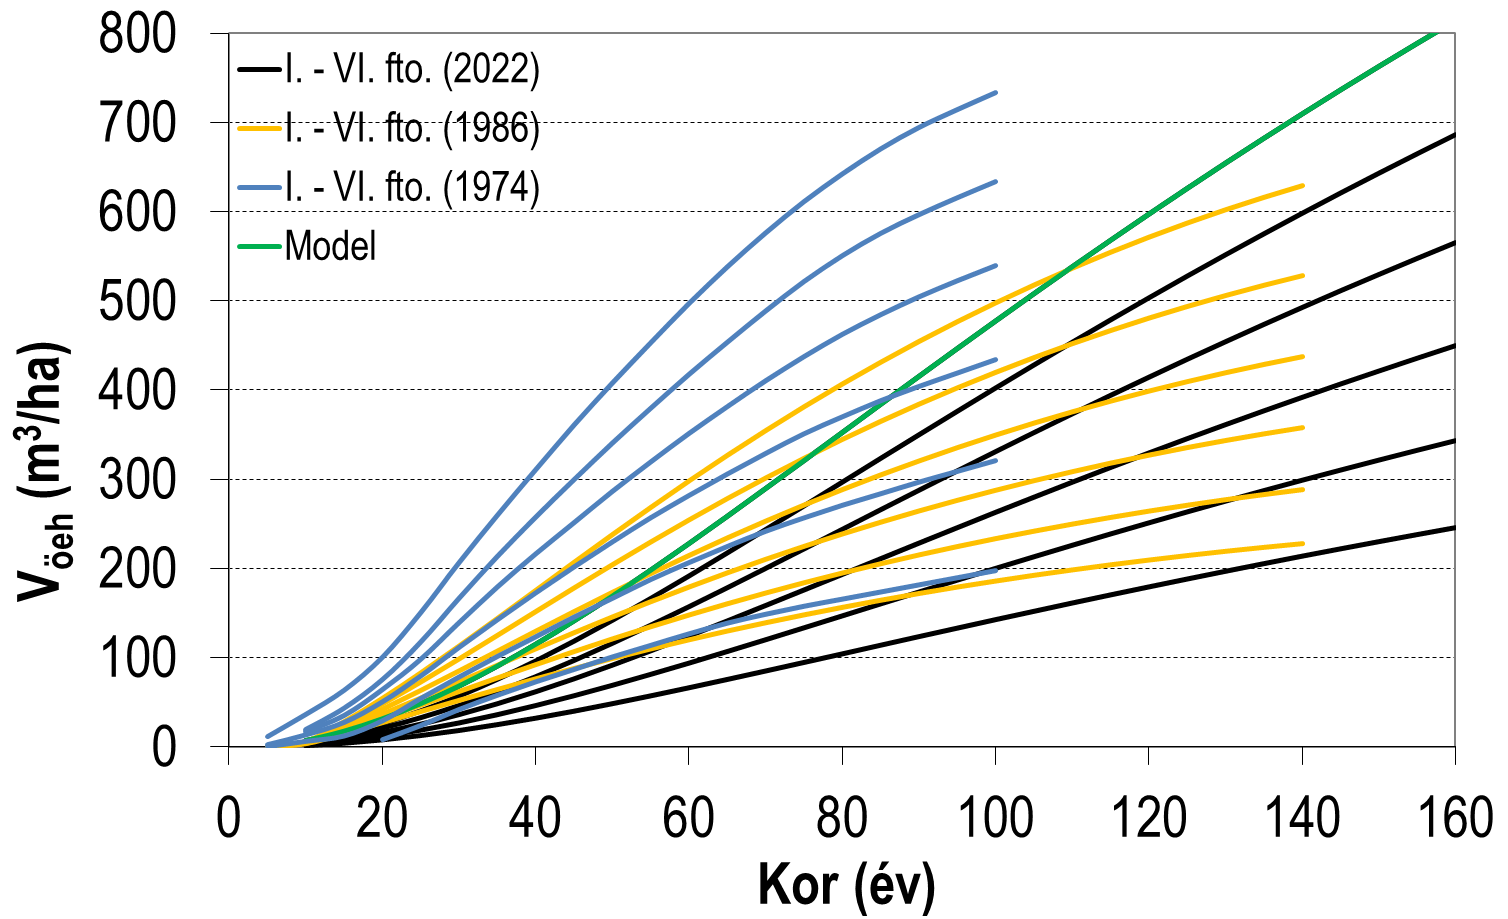 800
700
600
500
400
300
200
100
0
V öeh (m³/ha)
I. - VI. fto. (2022)
I. - VI. fto. (1986)
I. - VI. fto. (1974)
Model
0 20 40 60 80 100 120 140 160
Kor (év)